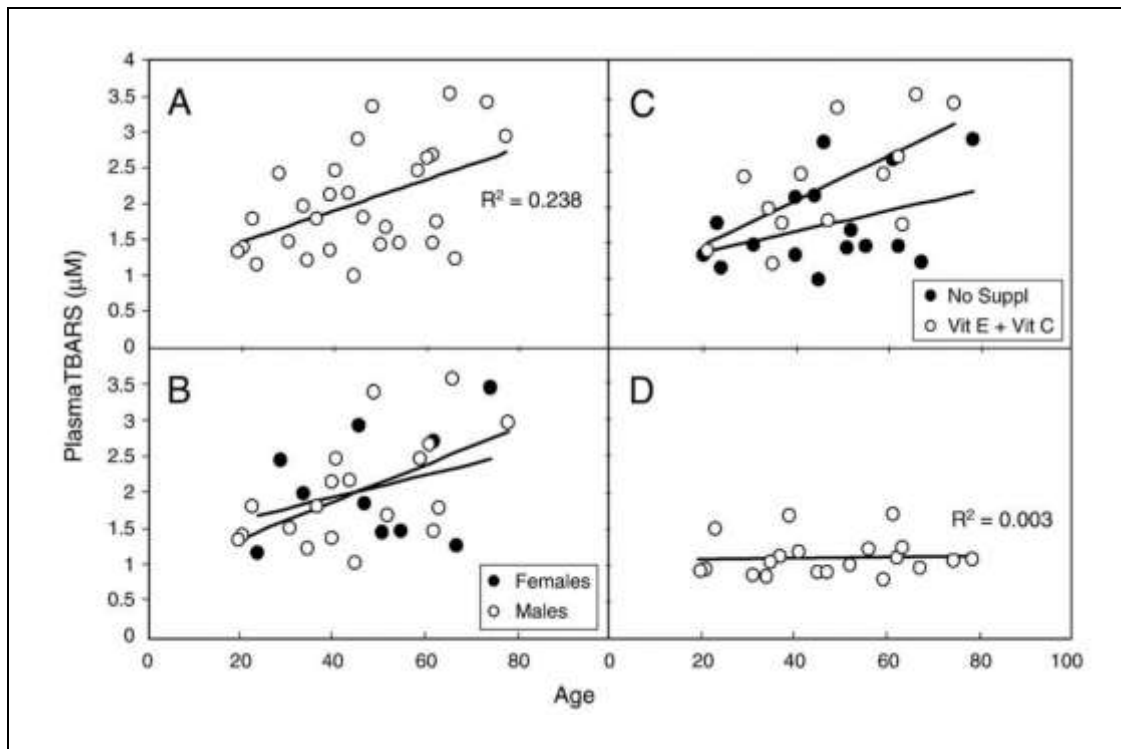 4
3.5
3
2.5
2
1.5
1
0.5
0
A
R² = 0.238
C
No Suppl
Vit E + Vit C
PlasmaTBARS (μM)
3.5
3
2.5
2
1.5
1
0.5
0
B
Females
Males
D
R² = 0.003
0 20 40 60 80 0 20 40 60 80 100
Age